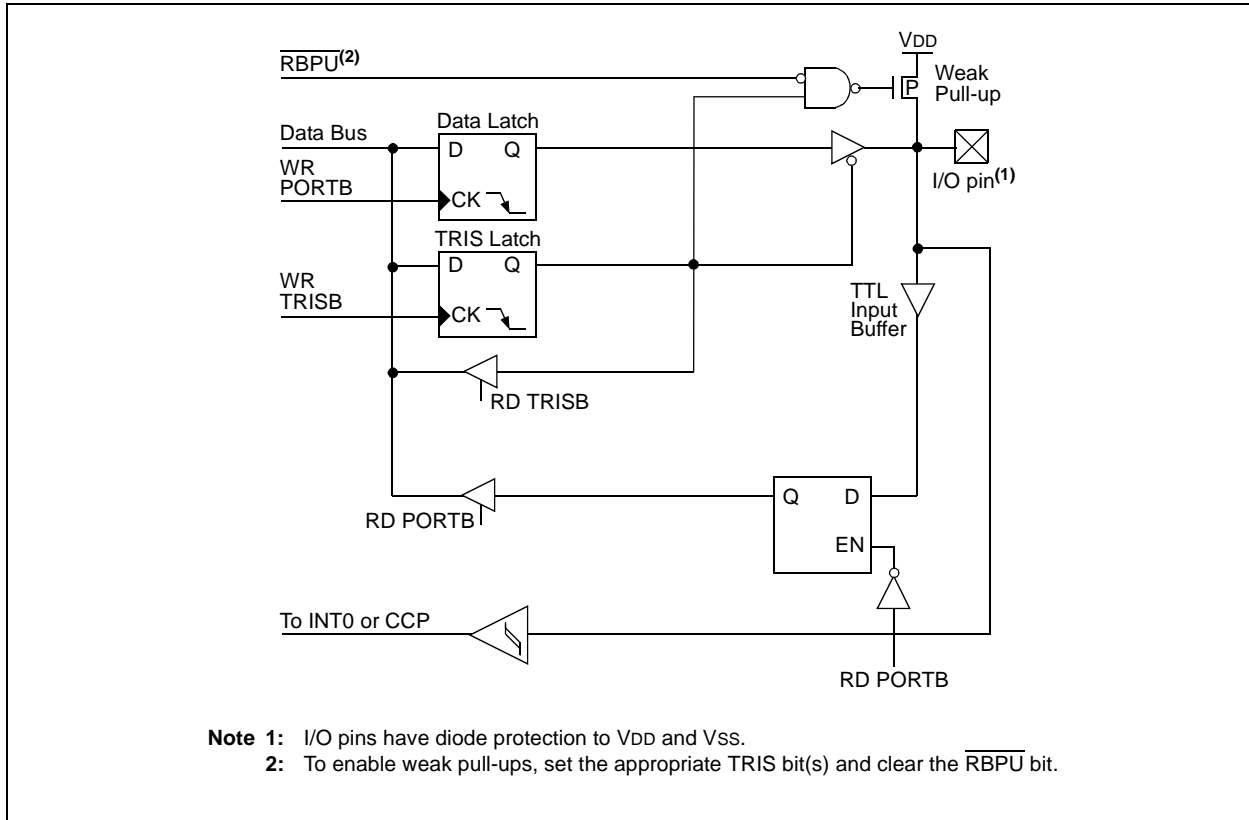 VDD
RBPU(2)
Weak
Pull-up
P
Data Latch
Data Bus
D Q
WR
PORTB
CK
I/O pin(1)
TRIS Latch
D Q
WR
TRISB
CK
TTL
Input
Buffer
RD TRISB
Q D
RD PORTB
EN
To INT0 or CCP
RD PORTB
Note 1: I/O pins have diode protection to VDD and VSS.
2: To enable weak pull-ups, set the appropriate TRIS bit(s) and clear the RBPU bit.